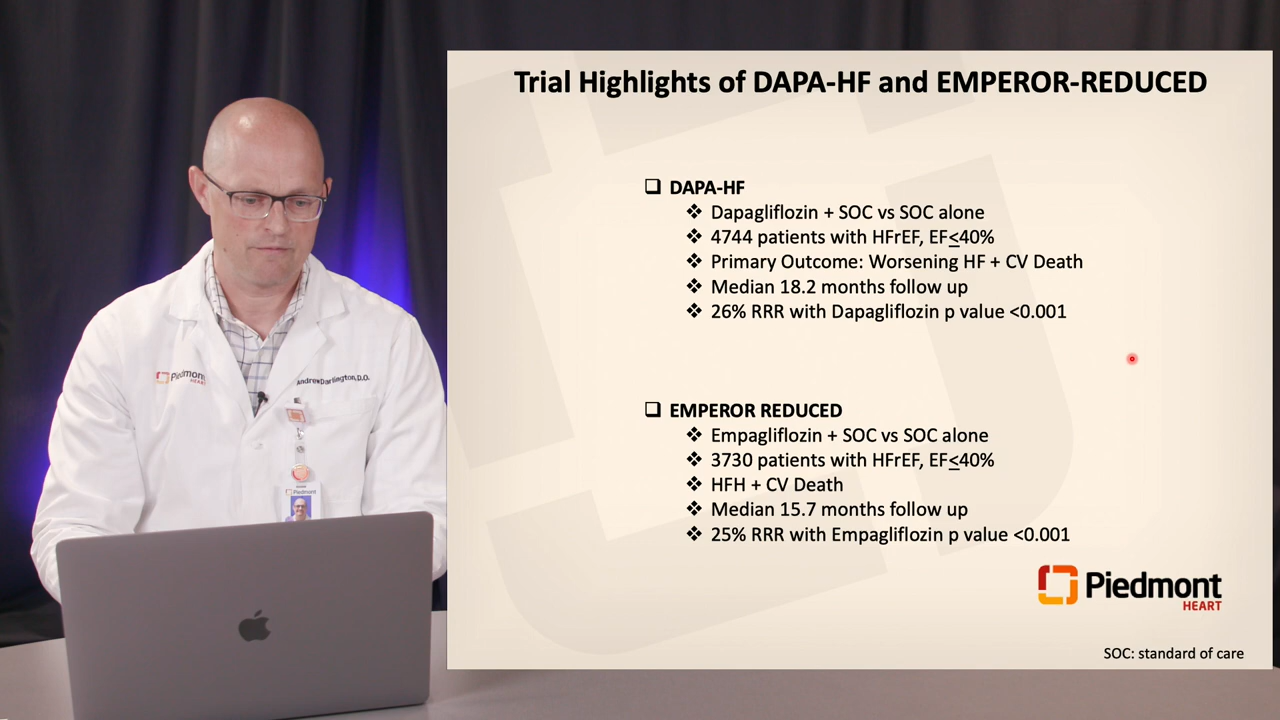 Trial Highlights of DAPA-HF and EMPEROR-REDUCED
DAPA-HF
Dapagliflozin + SOC vs SOC alone
4744 patients with HFrEF, EF≤40%
Primary Outcome: Worsening HF + CV Death
Median 18.2 months follow up
26% RRR with Dapagliflozin p value <0.001
EMPEROR REDUCED
Empagliflozin + SOC vs SOC alone
3730 patients with HFrEF, EF≤40%
HFH + CV Death
Median 15.7 months follow up
25% RRR with Empagliflozin p value <0.001
Piedmont
HEART
SOC: standard of care
Piedmont
HEART
Andrew Darlington, D.O.
Piedmont